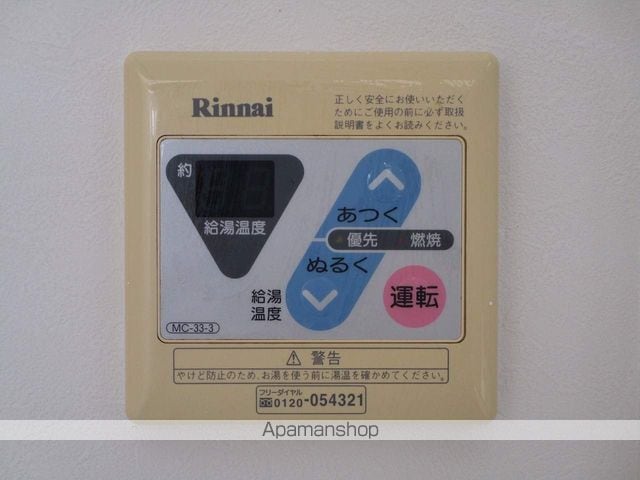 Rinnai
正しく安全にお使いいただく
ためにご使用の前に必ず取扱
説明書をよくお読みください。
約
給湯温度
あつく
優先 燃焼
ぬるく
給湯
温度
運転
MC-33-3
警告
やけど防止のため、お湯を使う前に湯温を確かめてください。
フリーダイヤル
0120-054321
Apamanshop